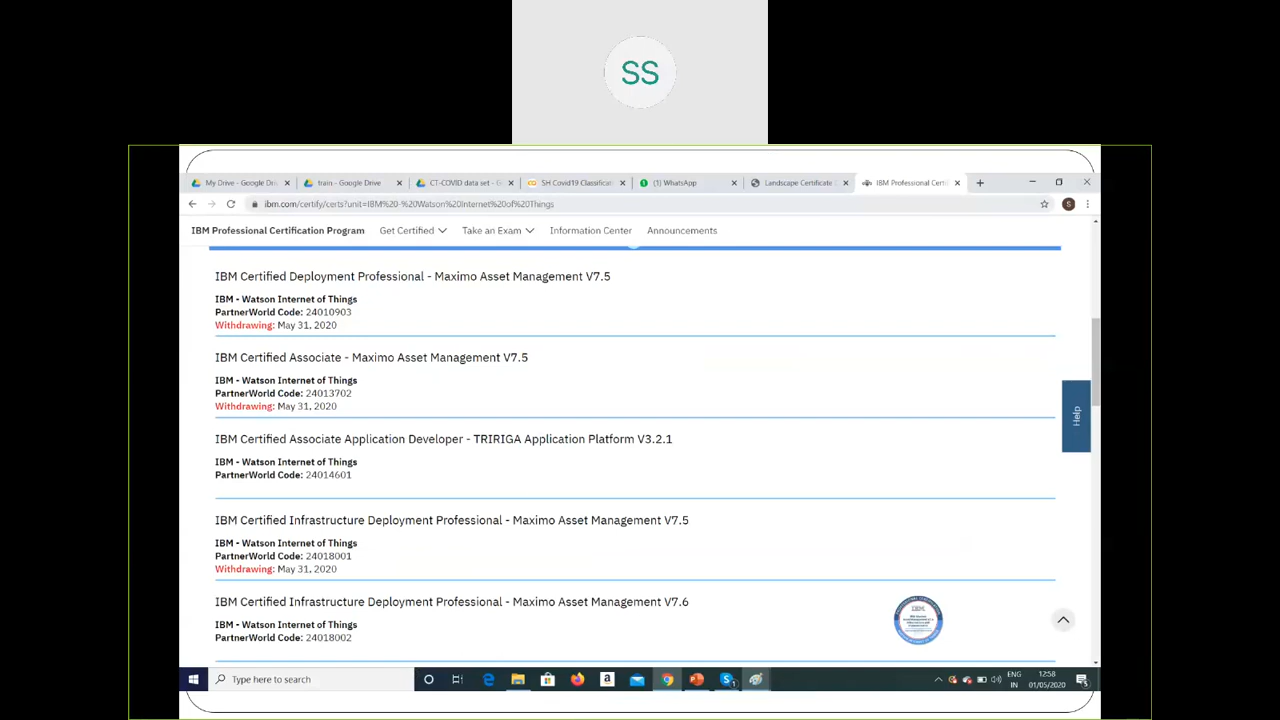 SS
My Drive - Google Dri
train - Google Drive
CT-COVID data set - G
SH Covid19 Classificat
(1) WhatsApp
Landscape Certificate
IBM Professional Certi
ibm.com/certify/certs?unit=IBM%20-%20Watson%20Internet%20of%20Things
S
IBM Professional Certification Program
Get Certified
Take an Exam
Information Center
Announcements
IBM Certified Deployment Professional - Maximo Asset Management V7.5
IBM - Watson Internet of Things
PartnerWorld Code: 24010903
Withdrawing: May 31, 2020
IBM Certified Associate - Maximo Asset Management V7.5
IBM - Watson Internet of Things
PartnerWorld Code: 24013702
Withdrawing: May 31, 2020
Help
IBM Certified Associate Application Developer - TRIRIGA Application Platform V3.2.1
IBM - Watson Internet of Things
PartnerWorld Code: 24014601
IBM Certified Infrastructure Deployment Professional - Maximo Asset Management V7.5
IBM - Watson Internet of Things
PartnerWorld Code: 24018001
Withdrawing: May 31, 2020
IBM Certified Infrastructure Deployment Professional - Maximo Asset Management V7.6
IBM - Watson Internet of Things
PartnerWorld Code: 24018002
IBM
Type here to search
ENG
IN
12:58
01/05/2020